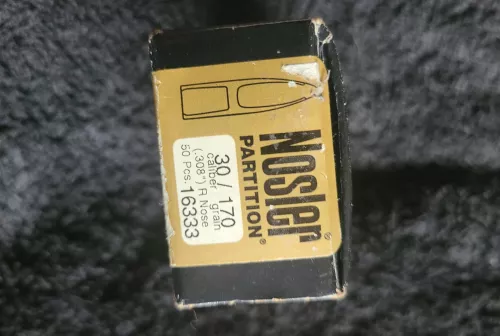 Nosler®
PARTITION®
30 / 170
caliber grain
(.308") R Nose
50 Pcs. 16333